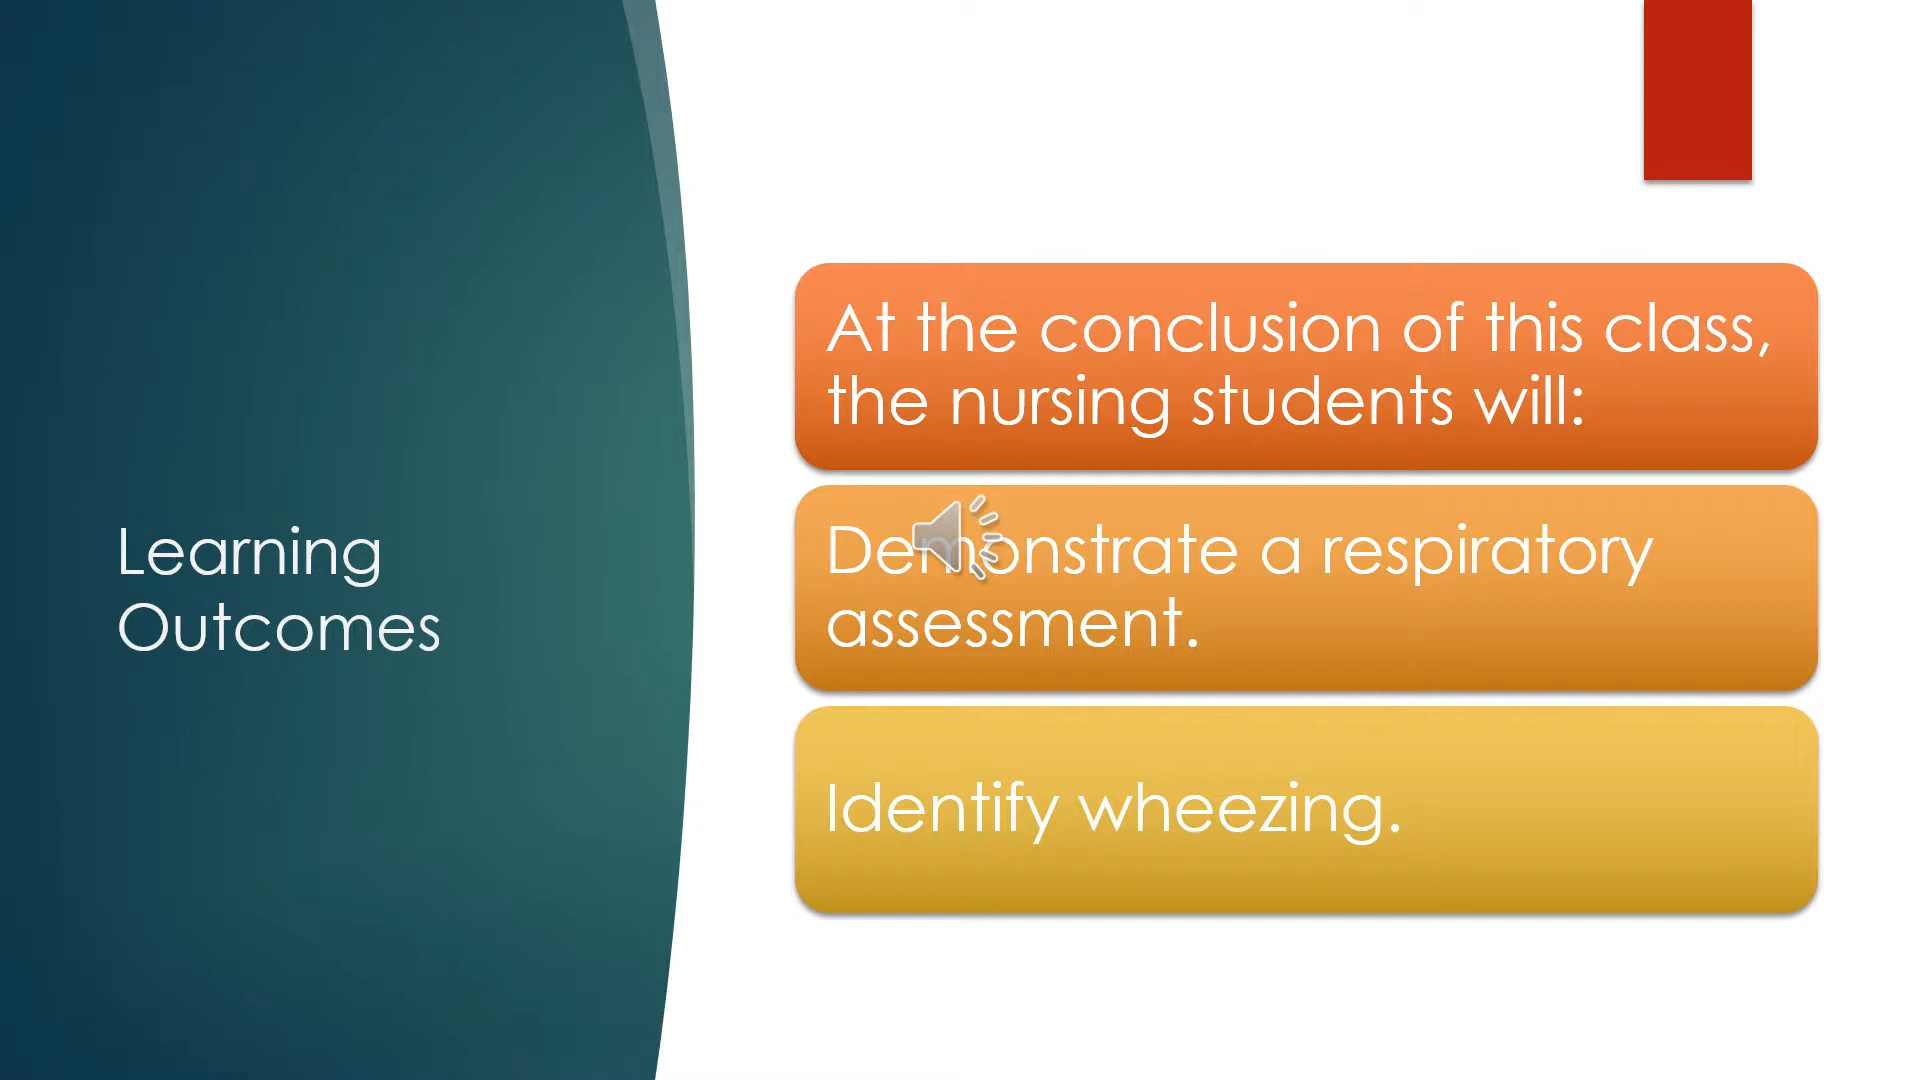 Learning
Outcomes
At the conclusion of this class,
the nursing students will:
Demonstrate a respiratory
assessment.
Identify wheezing.